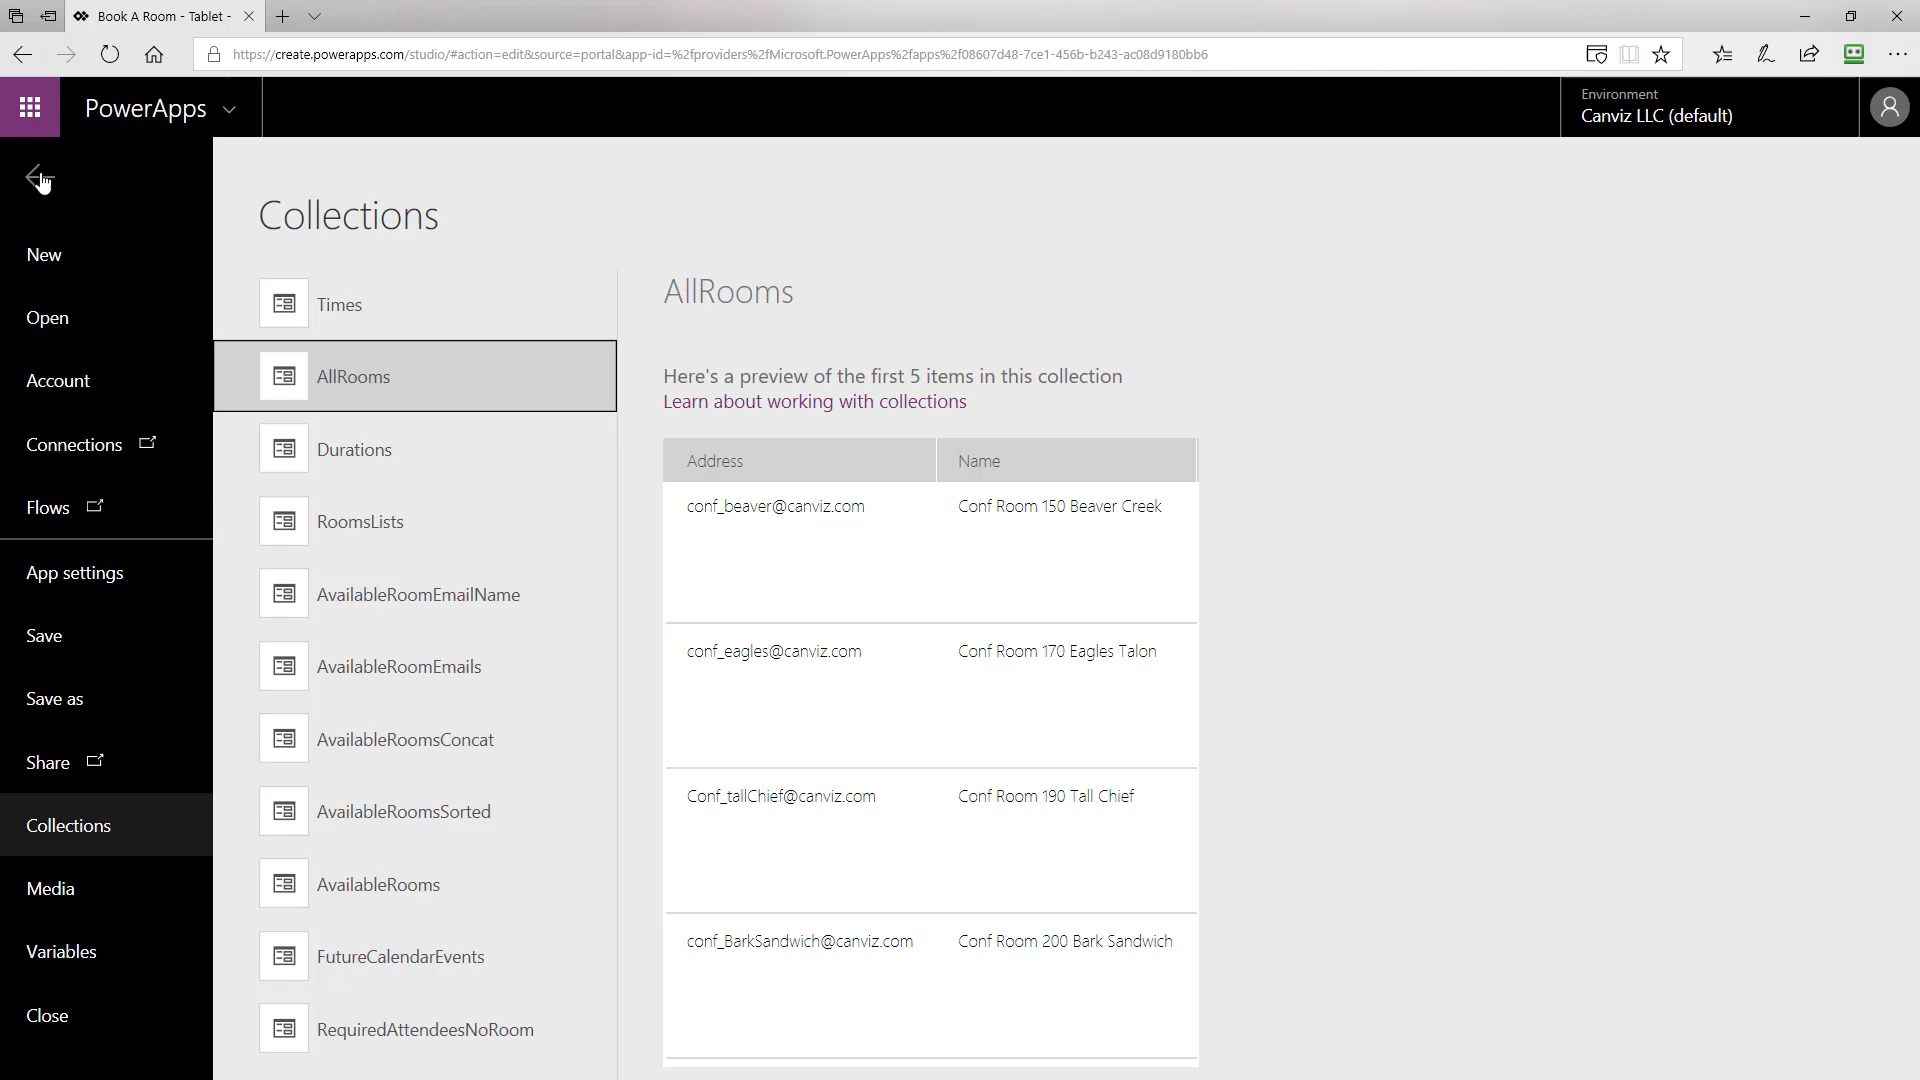 Book A Room - Tablet -
https://create.powerapps.com/studio/#action=edit&source=portal&app-id=%2fproviders%2fMicrosoft.PowerApps%2fapps%2f08607d48-7ce1-456b-b243-ac08d9180bb6
PowerApps
Environment
Canviz LLC (default)
New
Open
Account
Connections
Flows
App settings
Save
Save as
Share
Collections
Media
Variables
Close
Collections
Times
AllRooms
Durations
RoomsLists
AvailableRoomEmailName
AvailableRoomEmails
AvailableRoomsConcat
AvailableRoomsSorted
AvailableRooms
FutureCalendarEvents
RequiredAttendeesNoRoom
AllRooms
Here's a preview of the first 5 items in this collection
Learn about working with collections
Address Name
conf_beaver@canviz.com Conf Room 150 Beaver Creek
conf_eagles@canviz.com Conf Room 170 Eagles Talon
Conf_tallChief@canviz.com Conf Room 190 Tall Chief
conf_BarkSandwich@canviz.com Conf Room 200 Bark Sandwich